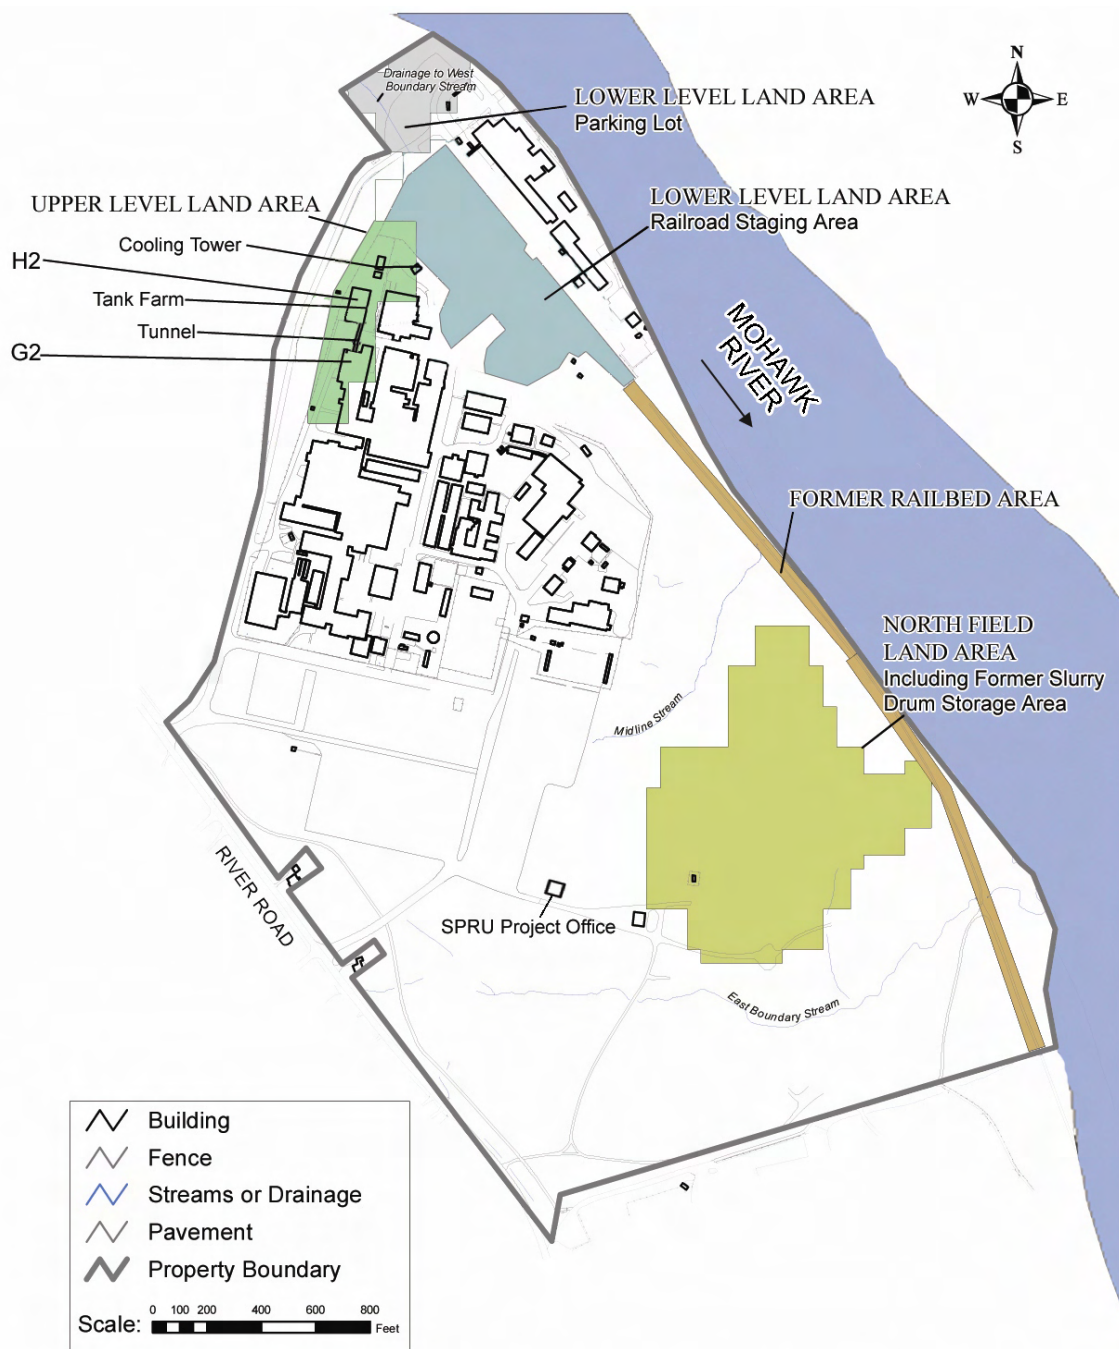 Drainage to West
Boundary Stream
LOWER LEVEL LAND AREA
Parking Lot
N
W
E
S
UPPER LEVEL LAND AREA
LOWER LEVEL LAND AREA
Railroad Staging Area
Cooling Tower
H2
Tank Farm
Tunnel
G2
MOHAWK
RIVER
FORMER RAILBED AREA
NORTH FIELD
LAND AREA
Including Former Slurry
Drum Storage Area
Midline Stream
RIVER ROAD
SPRU Project Office
East Boundary Stream
Building
Fence
Streams or Drainage
Pavement
Property Boundary
0 100 200 400 600 800
Scale: Feet